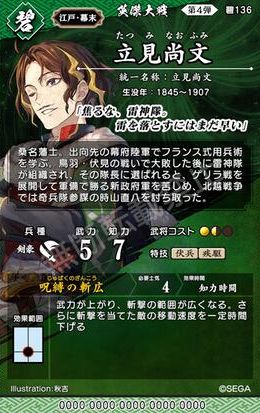 碧
江戸・幕末
英傑大戦
第4弾
碧136
たつ み なお ふみ
立見尚文
統一名称：立見尚文
生没年：1845～1907
「焦るな、雷神隊。
雷を落とすにはまだ早い」
桑名藩士。出向先の幕府陸軍でフランス式用兵術
を学ぶ。鳥羽・伏見の戦いで大敗した後に雷神隊
が組織され、その隊長に選ばれると、ゲリラ戦を
展開して軍備で勝る新政府軍を苦しめ、北越戦争
では奇兵隊参謀の時山直八を討ち取った。
兵種 武力 知力 武将コスト
剣豪 5 7
特技 伏兵 疾駆
じゅばくのざんこう
呪縛の斬広
必要士気 4
効果時間 知力時間
効果範囲
武力が上がり、斬撃の範囲が広くなる。さ
らに斬撃を当てた敵の移動速度を一定時間
下げる
Illustration:秋吉
©SEGA
0000-0000-0000-0000-0000